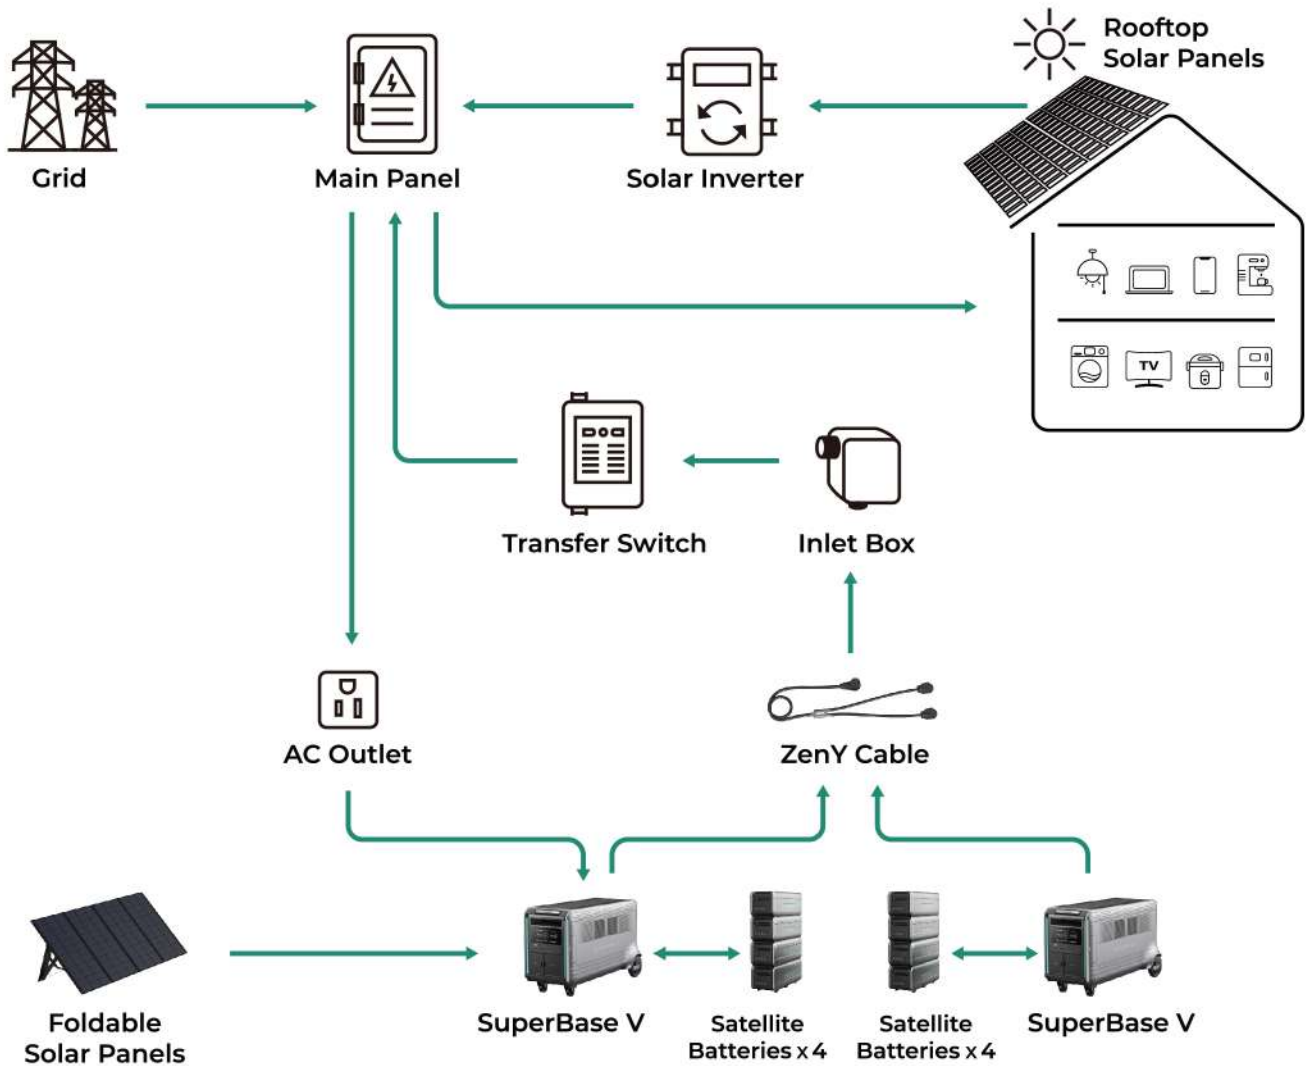 Rooftop
Solar Panels
Grid
Main Panel
Solar Inverter
TV
Transfer Switch
Inlet Box
AC Outlet
ZenY Cable
Foldable
Solar Panels
SuperBase V
Satellite
Batteries x 4
Satellite
Batteries x 4
SuperBase V